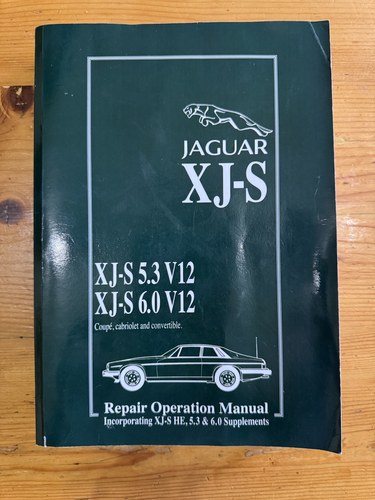 JAGUAR
XJ-S
XJ-S 5.3 V12
XJ-S 6.0 V12
Coupé, cabriolet and convertible.
Repair Operation Manual
Incorporating XJ-S HE, 5.3 & 6.0 Supplements